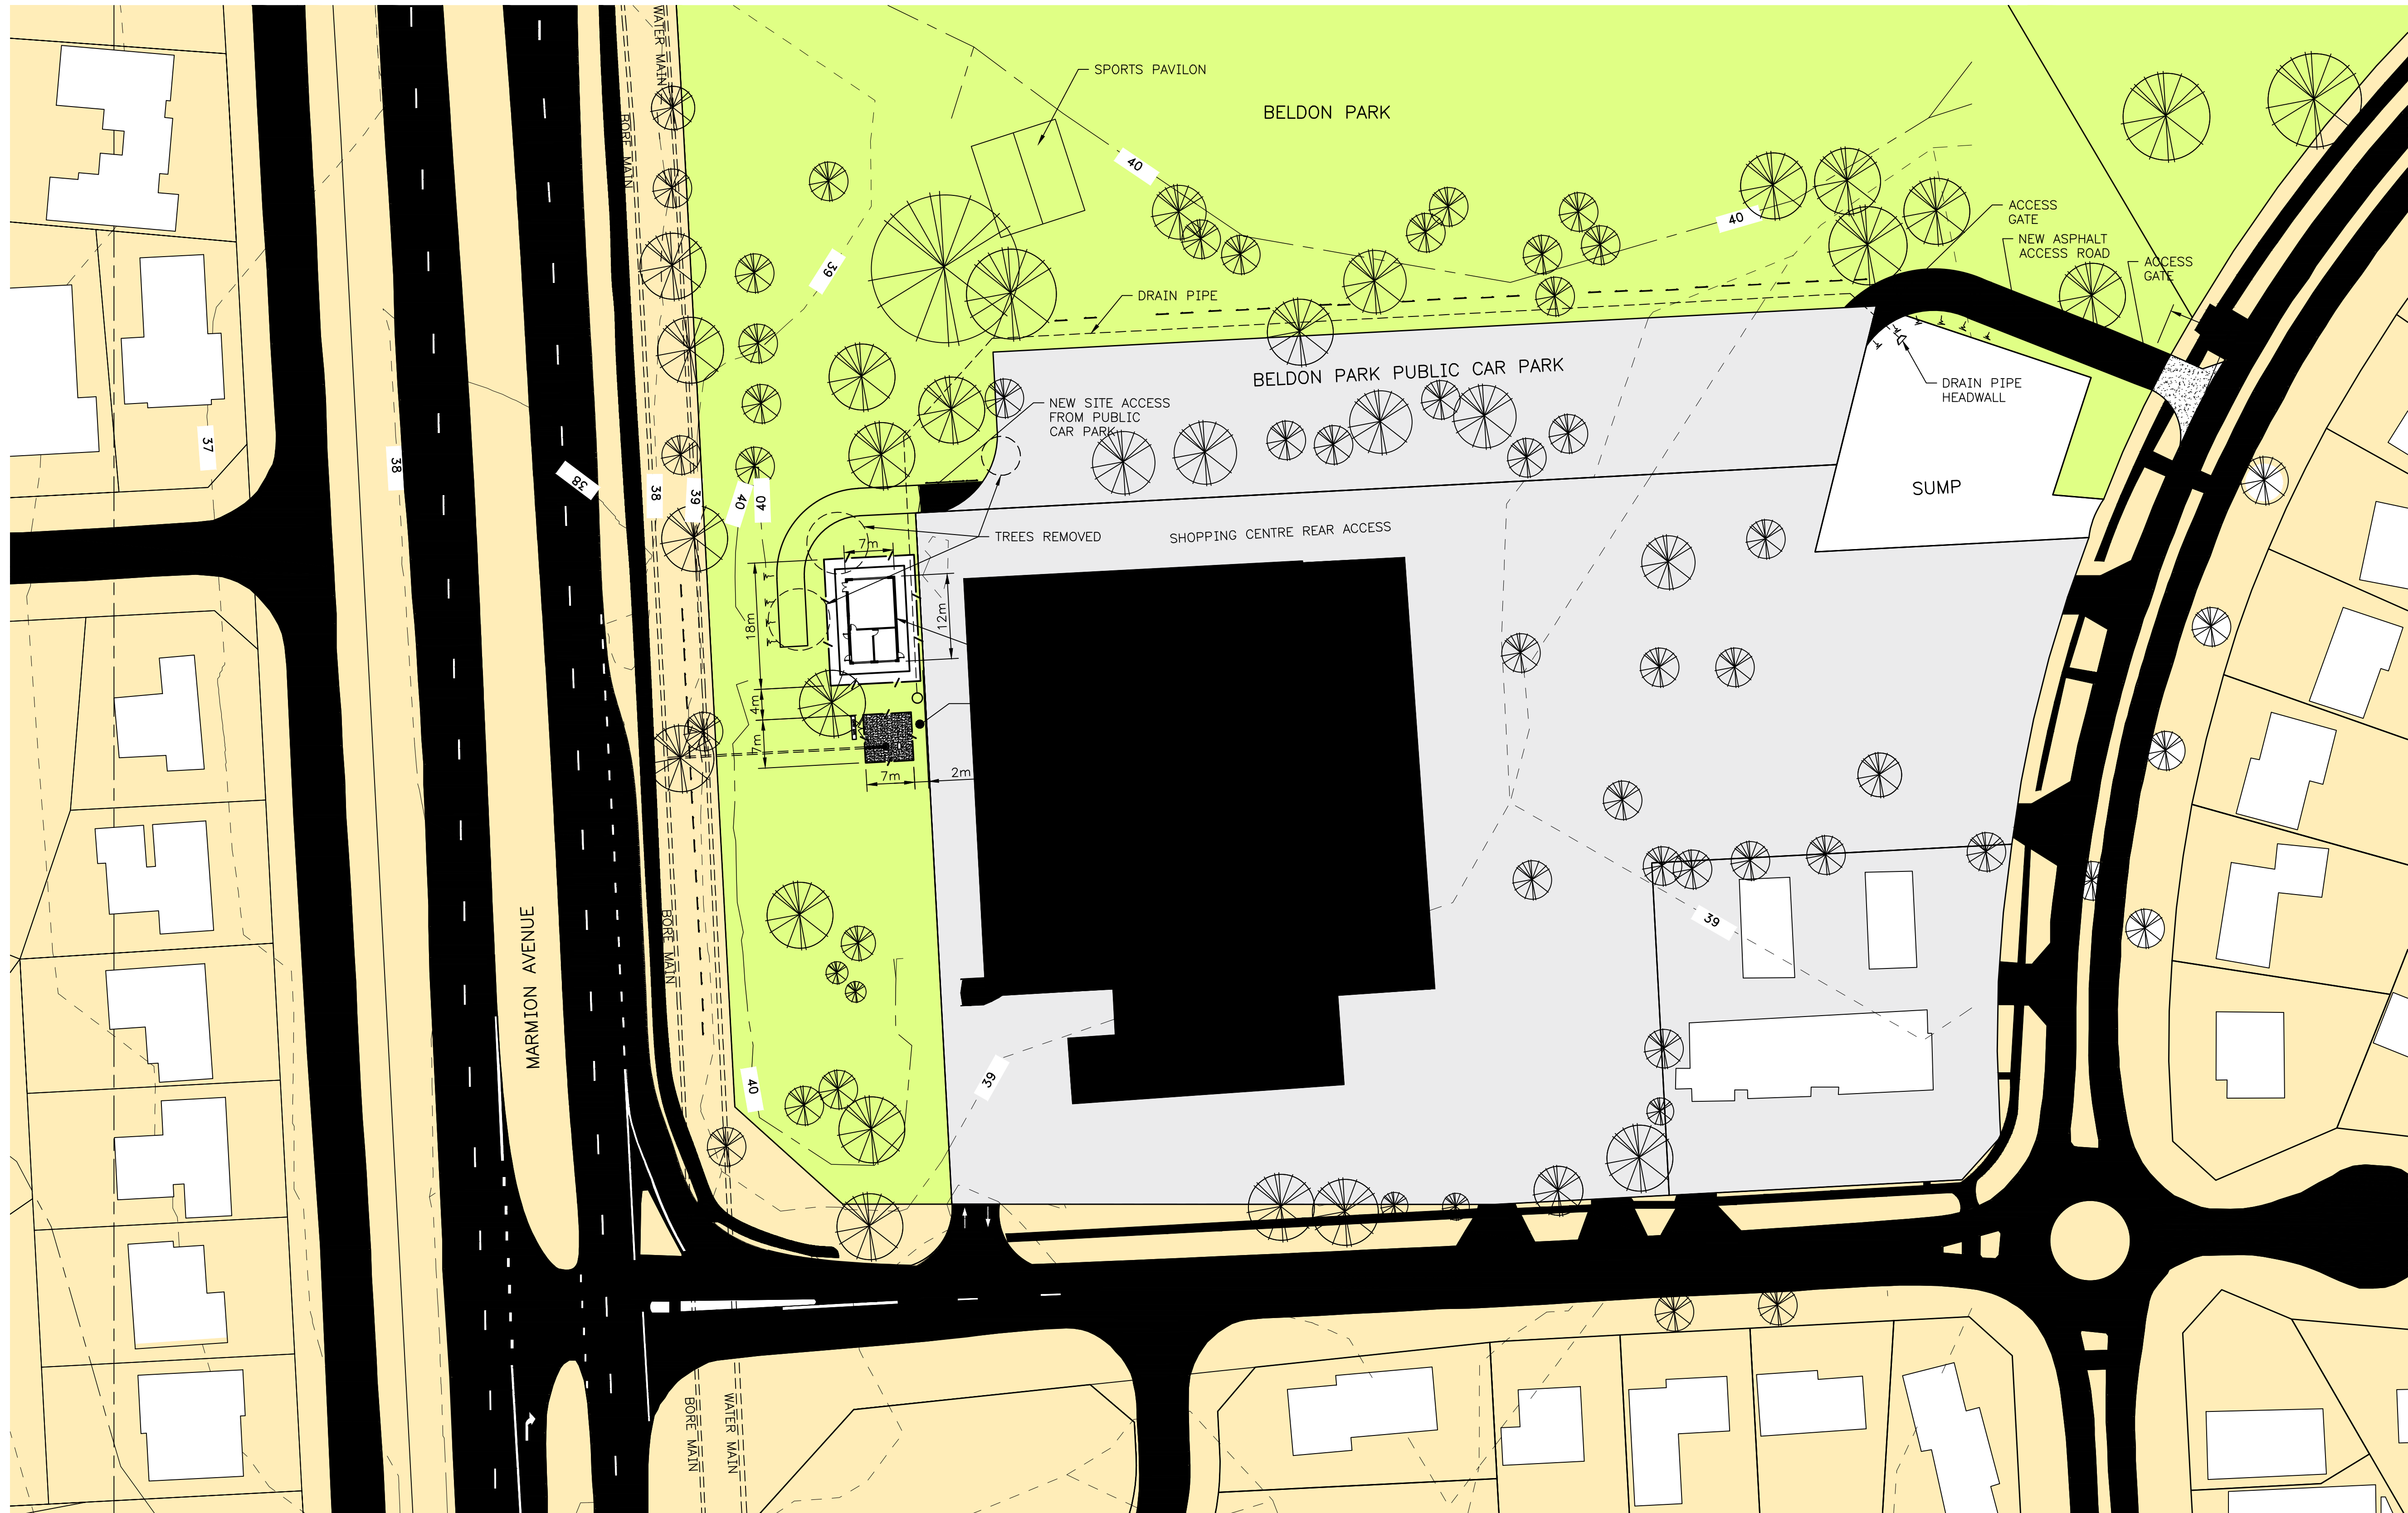 WATER MAIN
BORE MAIN
SPORTS PAVILON
BELDON PARK
40
40
39
ACCESS
GATE
NEW ASPHALT
ACCESS ROAD
ACCESS
GATE
DRAIN PIPE
BELDON PARK PUBLIC CAR PARK
DRAIN PIPE
HEADWALL
NEW SITE ACCESS
FROM PUBLIC
CAR PARK
37
38
38
38
39
40
40
SUMP
TREES REMOVED
SHOPPING CENTRE REAR ACCESS
7m
18m
12m
4m
7m
7m
2m
MARMION AVENUE
BORE MAIN
39
40
39
BORE MAIN
WATER MAIN